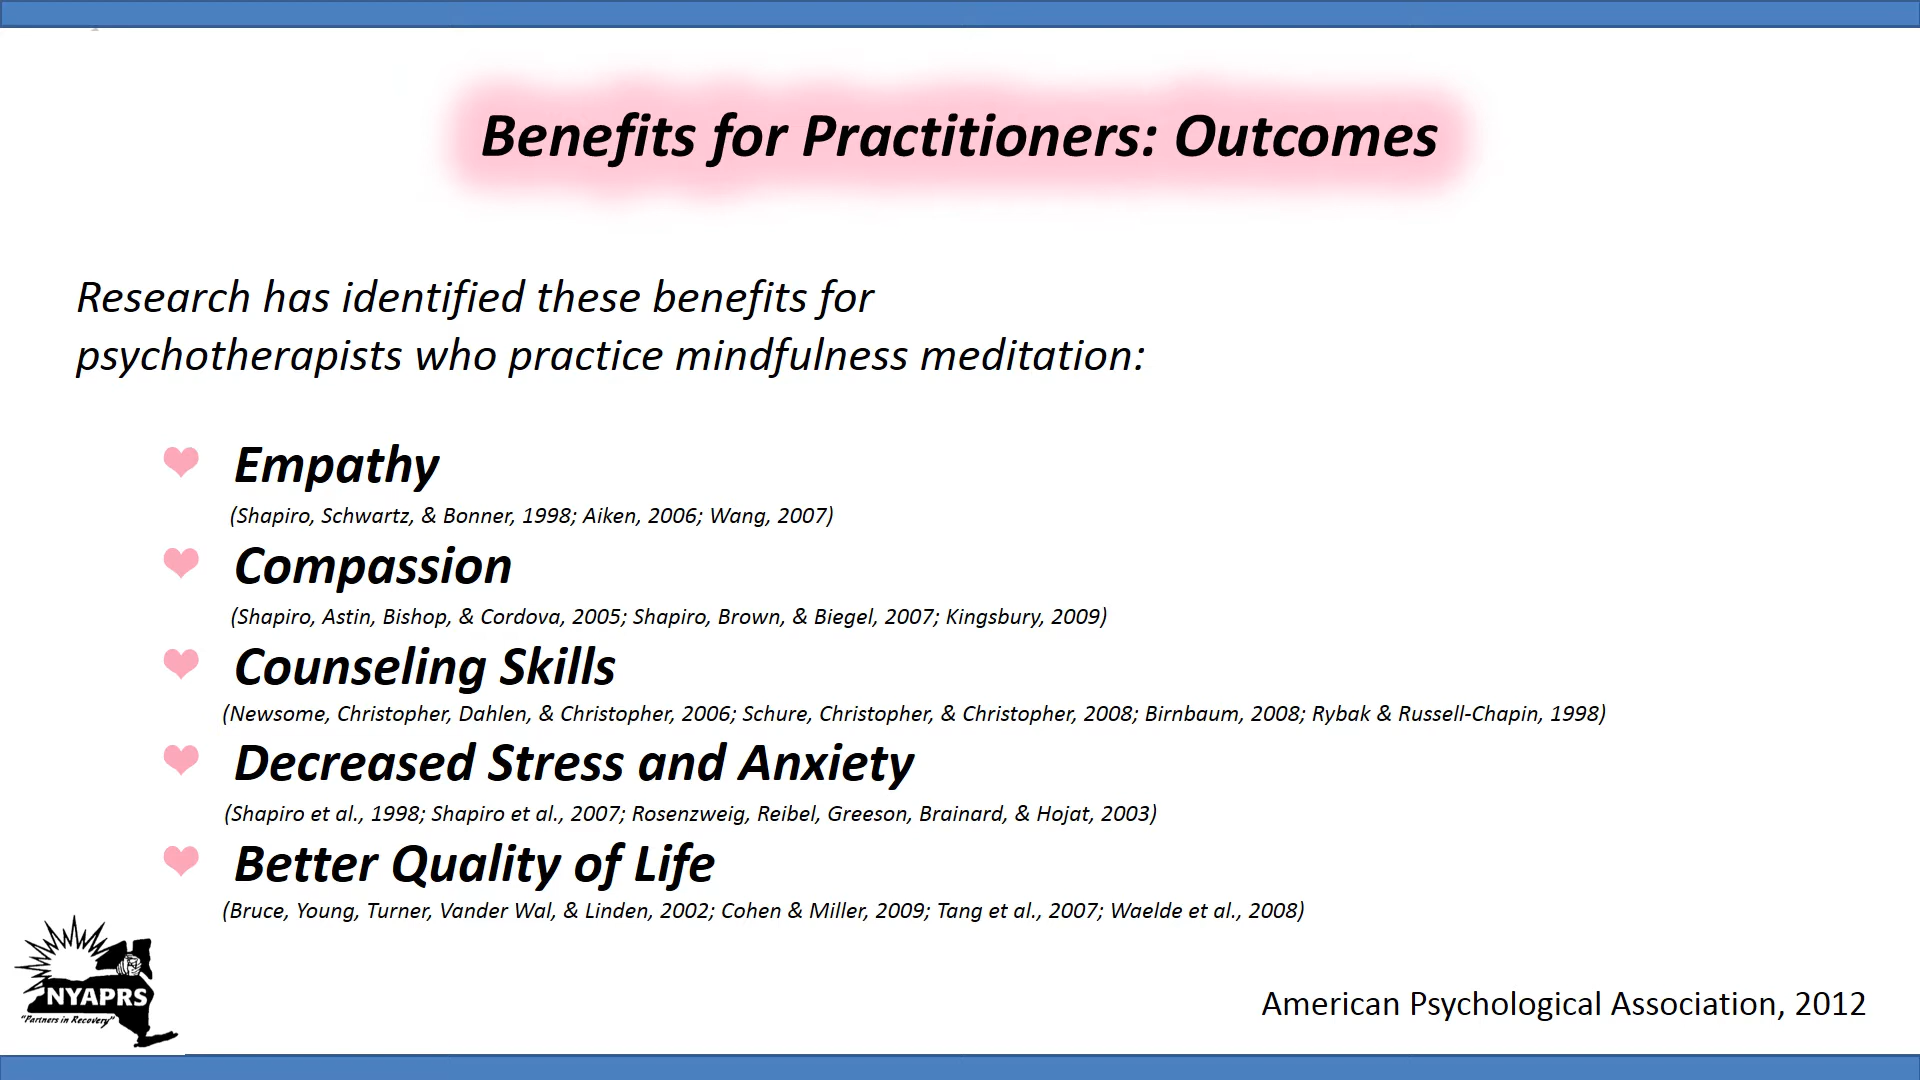 Benefits for Practitioners: Outcomes
Research has identified these benefits for
psychotherapists who practice mindfulness meditation:
❤ Empathy
(Shapiro, Schwartz, & Bonner, 1998; Aiken, 2006; Wang, 2007)
❤ Compassion
(Shapiro, Astin, Bishop, & Cordova, 2005; Shapiro, Brown, & Biegel, 2007; Kingsbury, 2009)
❤ Counseling Skills
(Newsome, Christopher, Dahlen, & Christopher, 2006; Schure, Christopher, & Christopher, 2008; Birnbaum, 2008; Rybak & Russell-Chapin, 1998)
❤ Decreased Stress and Anxiety
(Shapiro et al., 1998; Shapiro et al., 2007; Rosenzweig, Reibel, Greeson, Brainard, & Hojat, 2003)
❤ Better Quality of Life
(Bruce, Young, Turner, Vander Wal, & Linden, 2002; Cohen & Miller, 2009; Tang et al., 2007; Waelde et al., 2008)
NYAPRS
"Partners in Recovery"
American Psychological Association, 2012